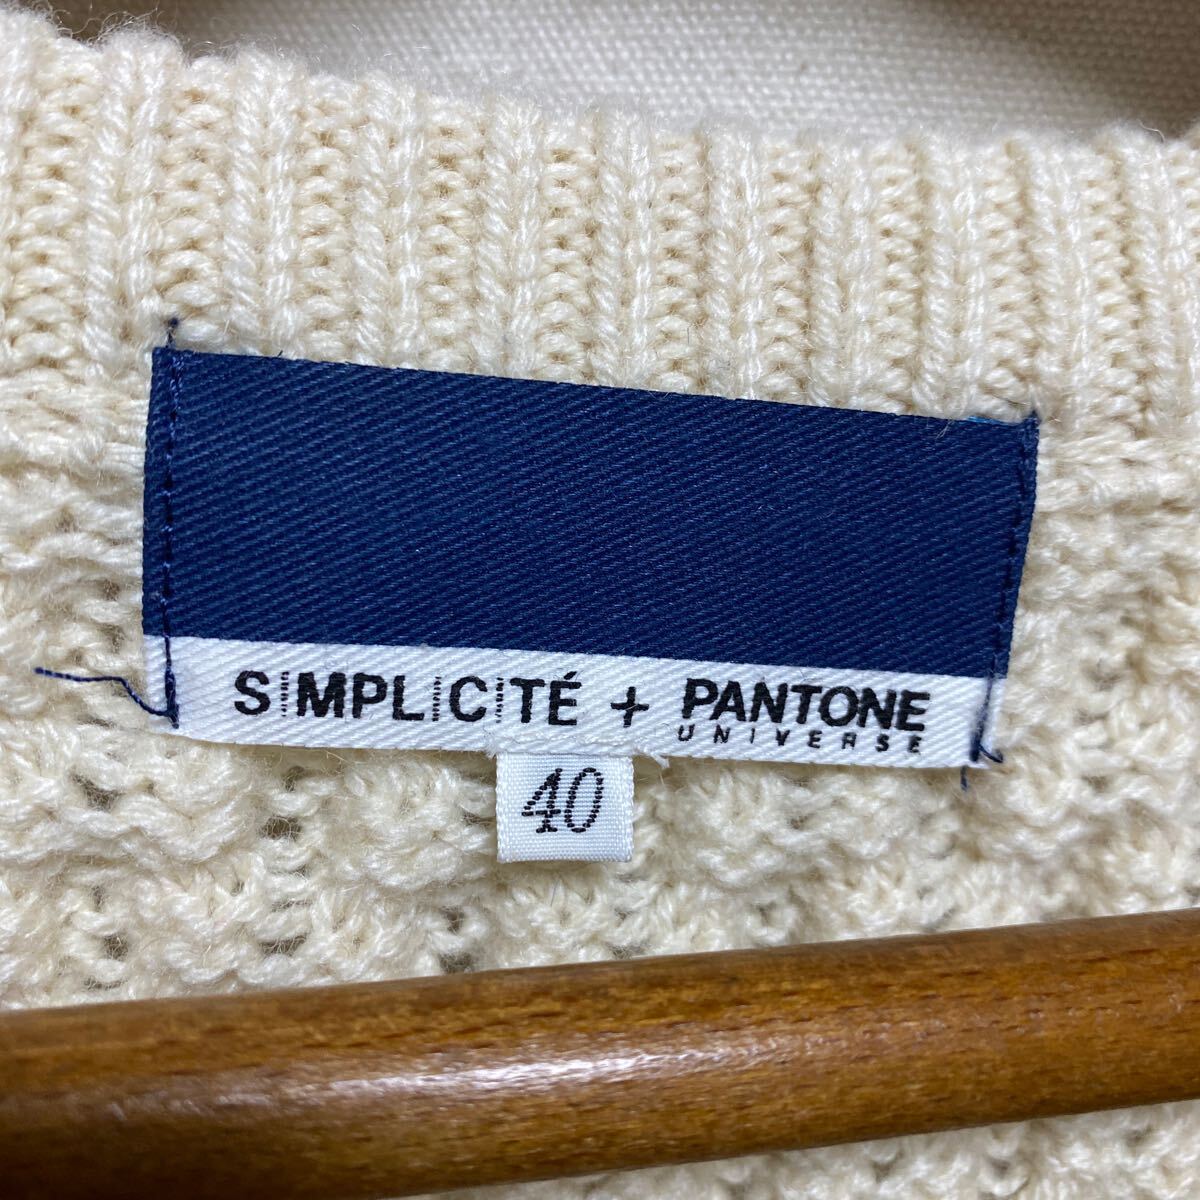 SIMPLICITÉ + PANTONE
UNIVERSE
40